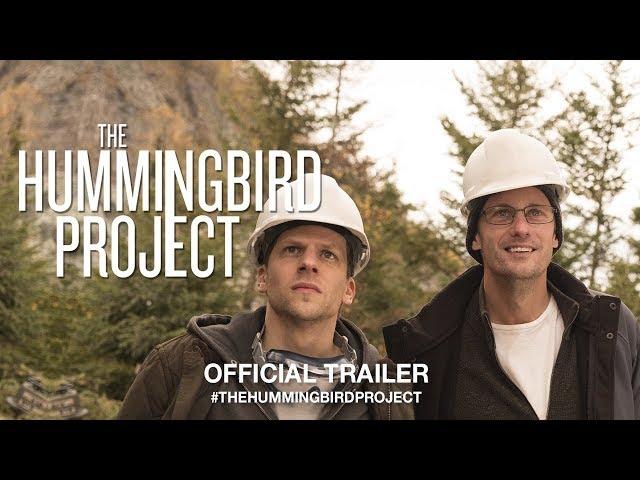 THE
HUMMINGBIRD
PROJECT
OFFICIAL TRAILER
#THEHUMMINGBIRDPROJECT